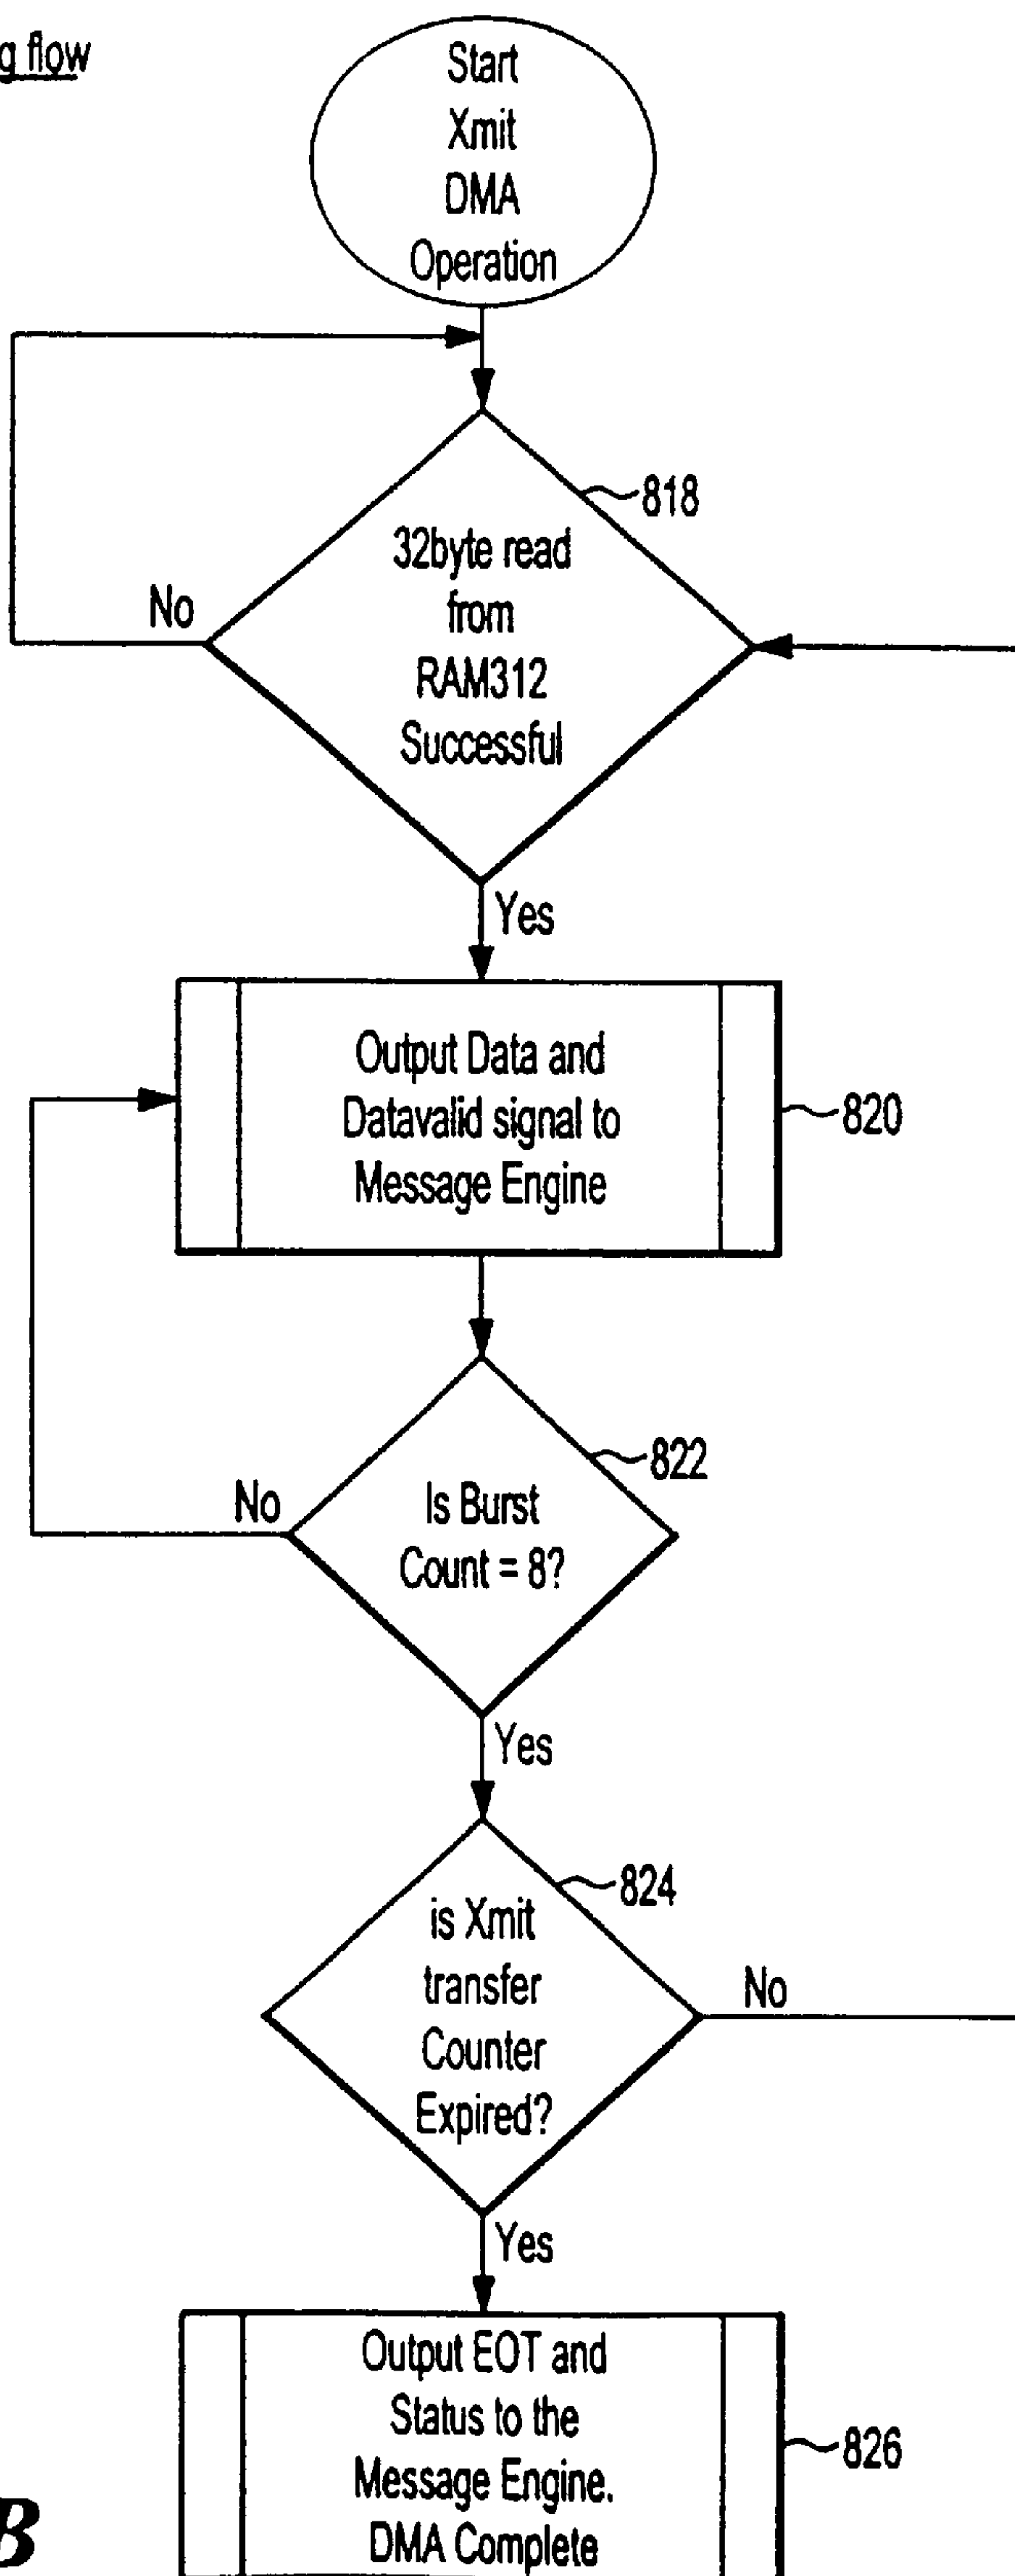 g flow
Start
Xmit
DMA
Operation
818
32byte read
from
RAM312
Successful
No
Yes
Output Data and
Datavalid signal to
Message Engine
820
822
Is Burst
Count = 8?
No
Yes
824
is Xmit
transfer
Counter
Expired?
No
Yes
Output EOT and
Status to the
Message Engine.
DMA Complete
826
B